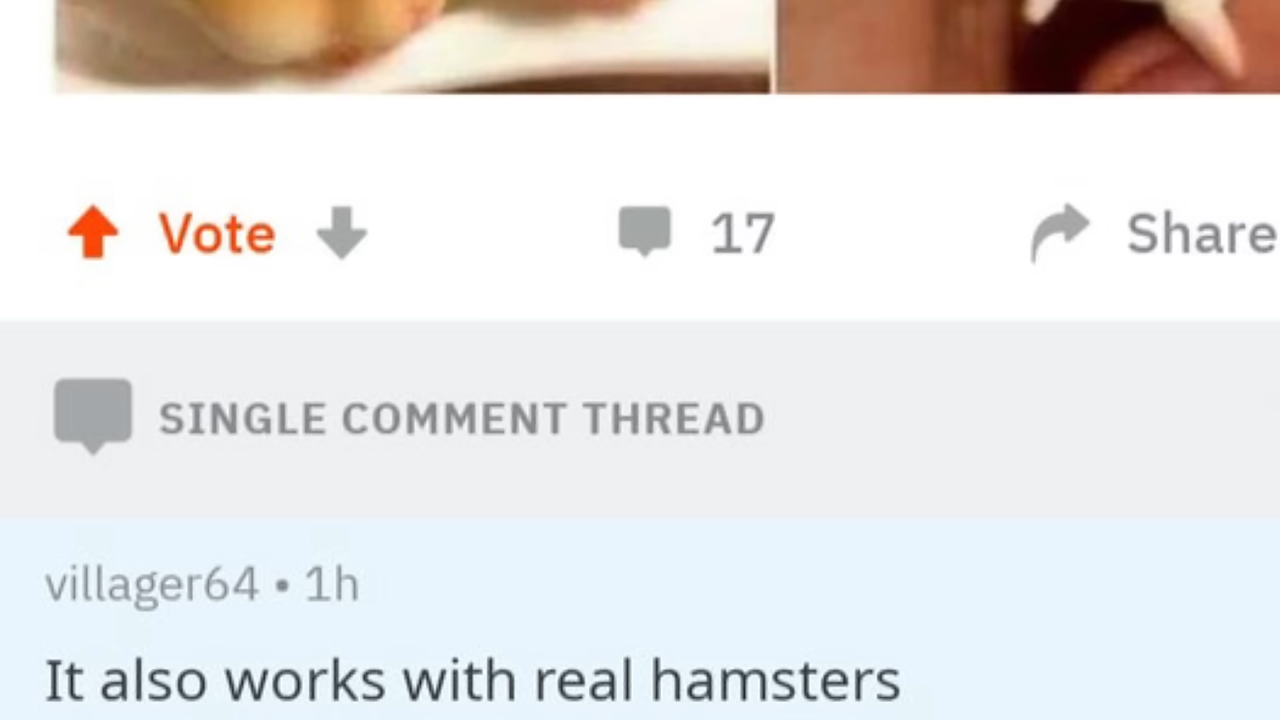 Vote 17 Share
SINGLE COMMENT THREAD
villager64 • 1h
It also works with real hamsters